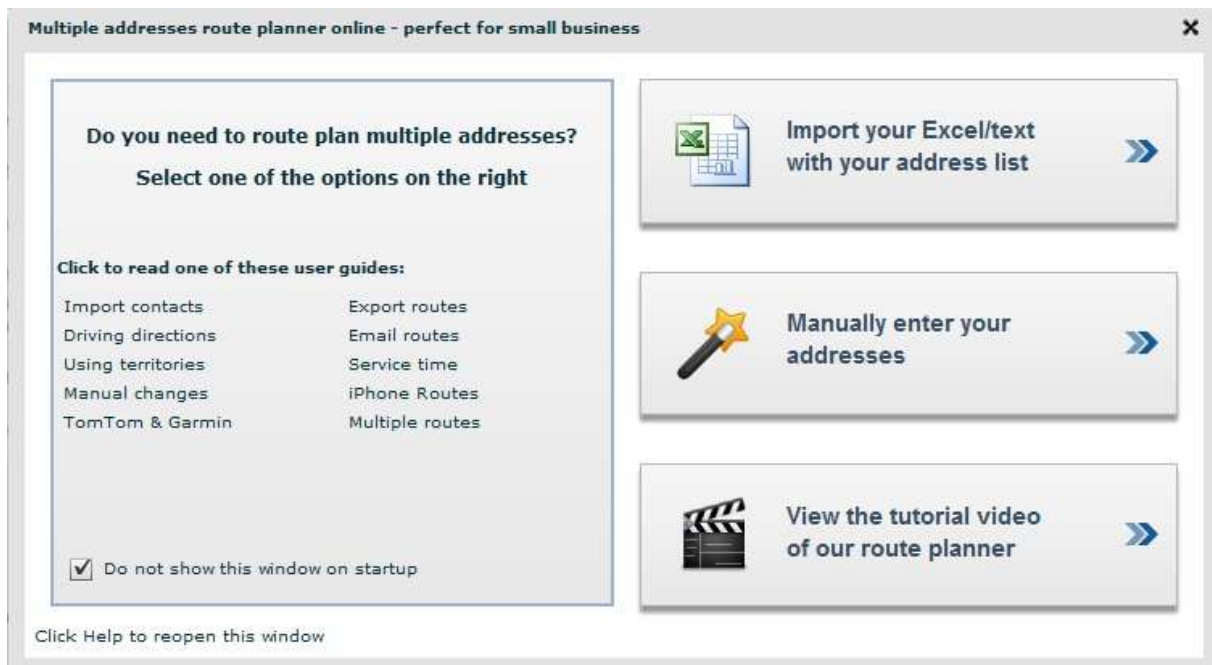 Multiple addresses route planner online - perfect for small business
Do you need to route plan multiple addresses?
Select one of the options on the right
Click to read one of these user guides:
Import contacts
Driving directions
Using territories
Manual changes
TomTom & Garmin
Export routes
Email routes
Service time
iPhone Routes
Multiple routes
Do not show this window on startup
Click Help to reopen this window
Import your Excel/text
with your address list
Manually enter your
addresses
View the tutorial video
of our route planner